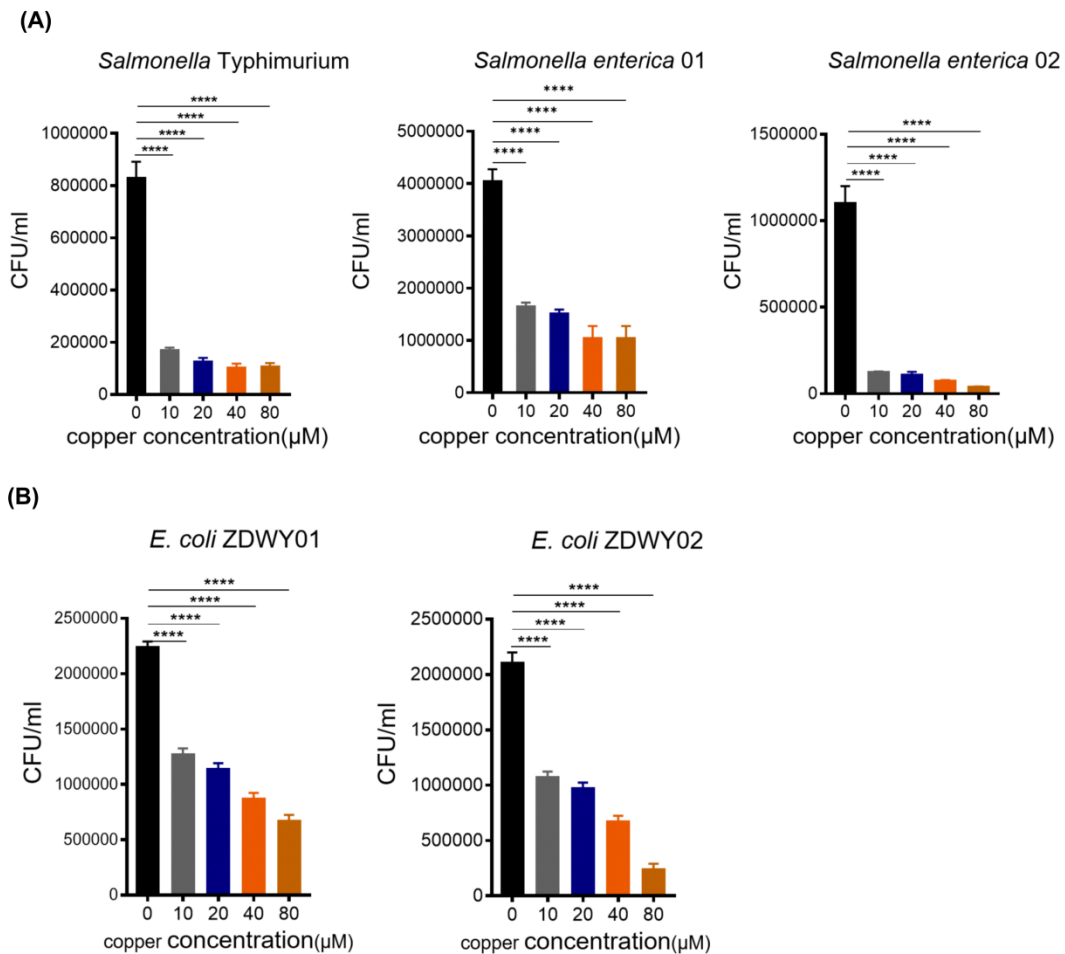 (A)
Salmonella Typhimurium
****
****
****
****
CFU/ml
1000000
800000
600000
400000
200000
0
0 10 20 40 80
copper concentration(µM)
Salmonella enterica 01
****
****
****
****
CFU/ml
5000000
4000000
3000000
2000000
1000000
0
0 10 20 40 80
copper concentration(µM)
Salmonella enterica 02
****
****
****
****
CFU/ml
1500000
1000000
500000
0
0 10 20 40 80
copper concentration(µM)
(B)
E. coli ZDWY01
****
****
****
****
CFU/ml
2500000
2000000
1500000
1000000
500000
0
0 10 20 40 80
copper concentration(µM)
E. coli ZDWY02
****
****
****
****
CFU/ml
2500000
2000000
1500000
1000000
500000
0
0 10 20 40 80
copper concentration(µM)